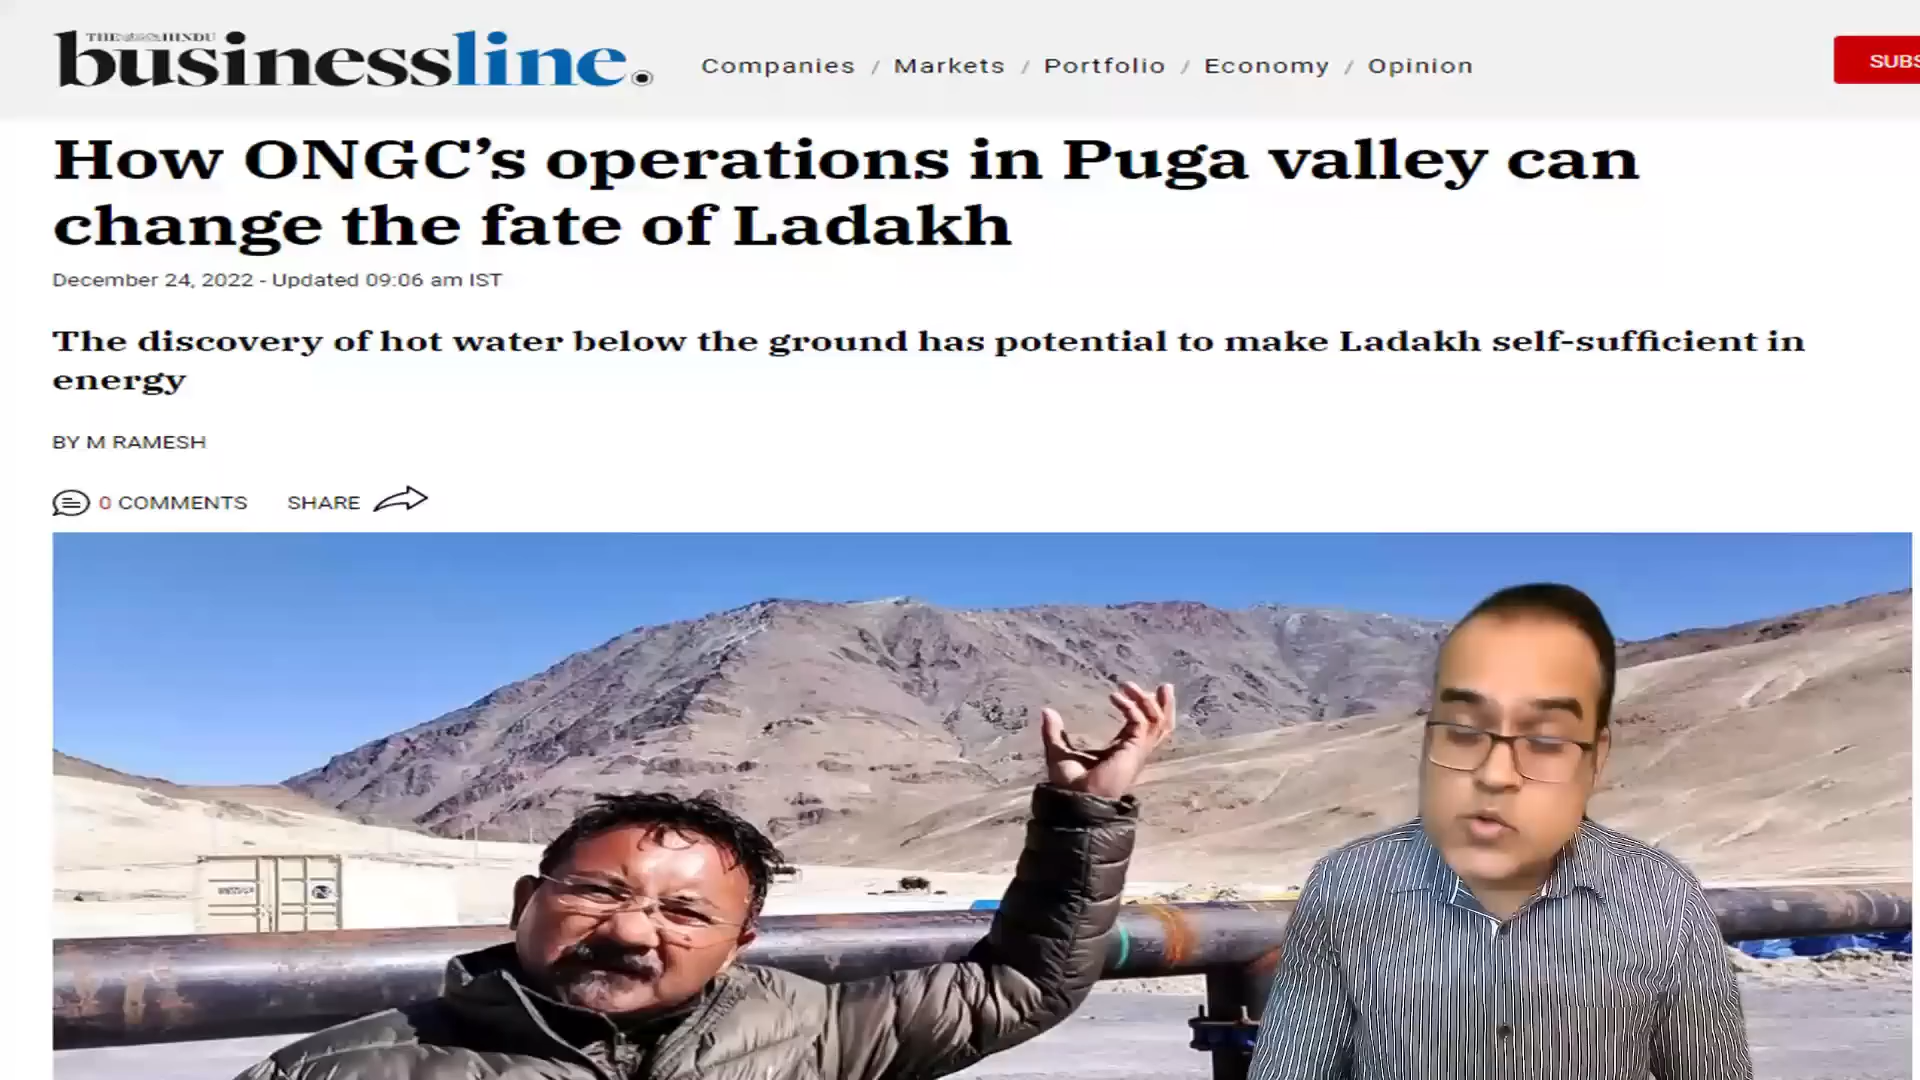 THE HINDU
businessline.
Companies / Markets / Portfolio / Economy / Opinion
SUBS
How ONGC’s operations in Puga valley can
change the fate of Ladakh
December 24, 2022 - Updated 09:06 am IST
The discovery of hot water below the ground has potential to make Ladakh self-sufficient in
energy
BY M RAMESH
0 COMMENTS SHARE